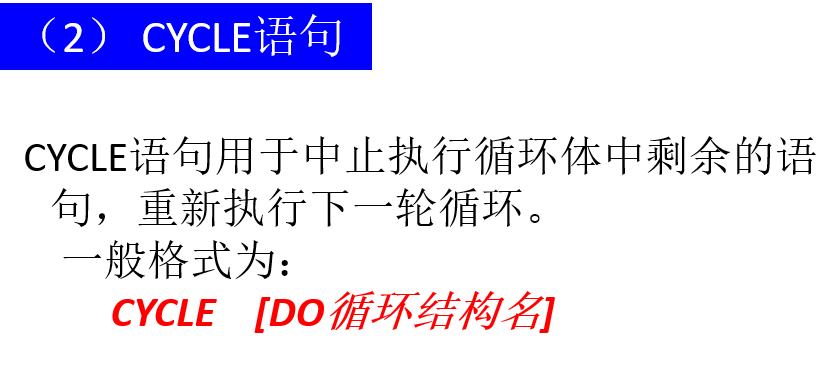 （2） CYCLE语句
CYCLE语句用于中止执行循环体中剩余的语
句，重新执行下一轮循环。
一般格式为：
CYCLE [DO循环结构名]